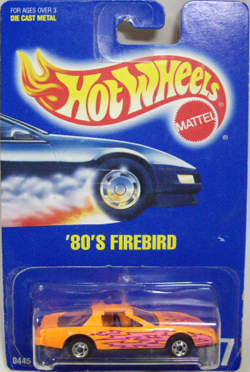 FOR AGES OVER 3
DIE CAST METAL
Hot Wheels
MATTEL
'80'S FIREBIRD
0445
7